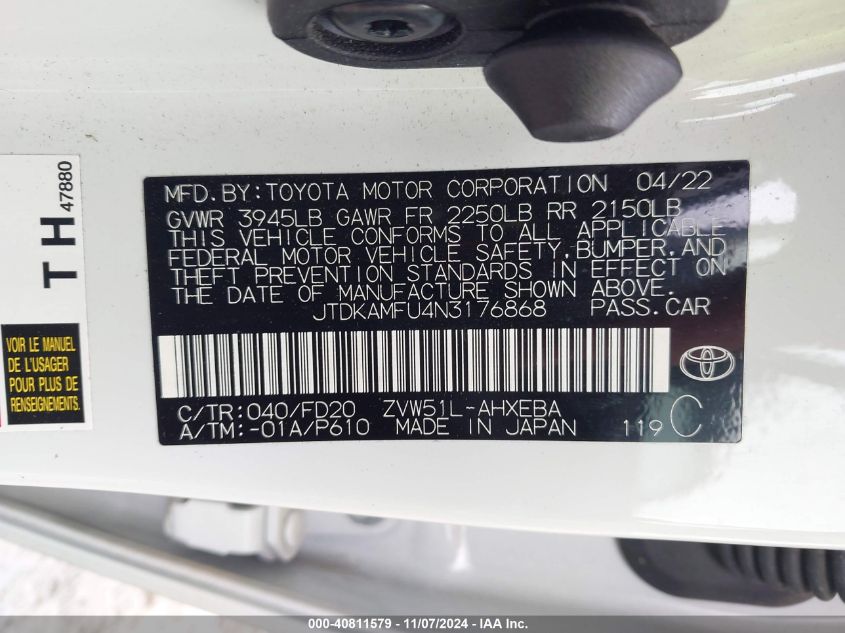 MFD. BY: TOYOTA MOTOR CORPORATION 04/22
GVWR 3945LB GAWR FR 2250LB RR 2150LB
THIS VEHICLE CONFORMS TO ALL APPLICABLE
FEDERAL MOTOR VEHICLE SAFETY, BUMPER, AND
THEFT PREVENTION STANDARDS IN EFFECT ON
THE DATE OF MANUFACTURE SHOWN ABOVE.
JTDKAMFU4N3176868 PASS. CAR
C/TR: 040/FD20 ZVW51L-AHXEBA
A/TM: -01A/P610 MADE IN JAPAN 119 C
TH
47880
VOIR LE MANUEL
DE L'USAGER
POUR PLUS DE
RENSEIGNEMENTS
000-40811579 - 11/07/2024 - IAA Inc.